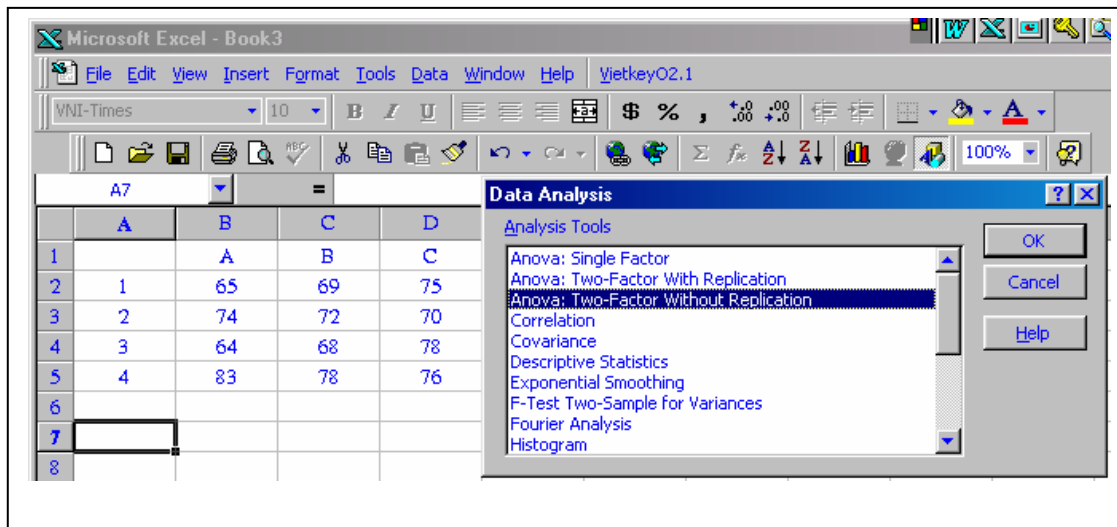 Microsoft Excel - Book3
File Edit View Insert Format Tools Data Window Help VietkeyO2.1
VNI-Times 10 B I U $ % , .00 .00 A
ABC Σ fx 100%
A7 =
Data Analysis
Analysis Tools
OK
Cancel
Help
Anova: Single Factor
Anova: Two-Factor With Replication
Anova: Two-Factor Without Replication
Correlation
Covariance
Descriptive Statistics
Exponential Smoothing
F-Test Two-Sample for Variances
Fourier Analysis
Histogram
A B C D
1 A B C
2 1 65 69 75
3 2 74 72 70
4 3 64 68 78
5 4 83 78 76
6
7
8